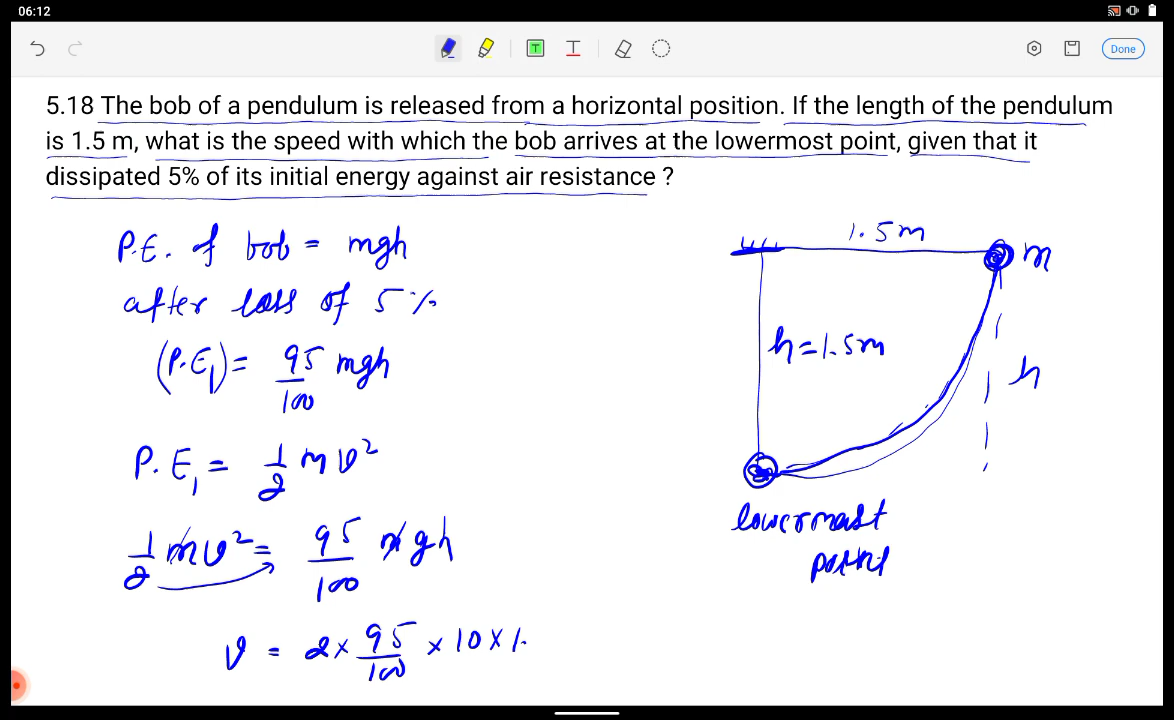 06:12
T
Done
5.18 The bob of a pendulum is released from a horizontal position. If the length of the pendulum
is 1.5 m, what is the speed with which the bob arrives at the lowermost point, given that it
dissipated 5% of its initial energy against air resistance ?
P.E. of bob = mgh
after loss of 5%
(P.E1) = 95/100 mgh
P.E1 = 1/2 mv²
1/2 mv² = 95/100 mgh
v = 2 × 95/100 × 10 × 1.
1.5m
m
h=1.5m
h
lowermost
point